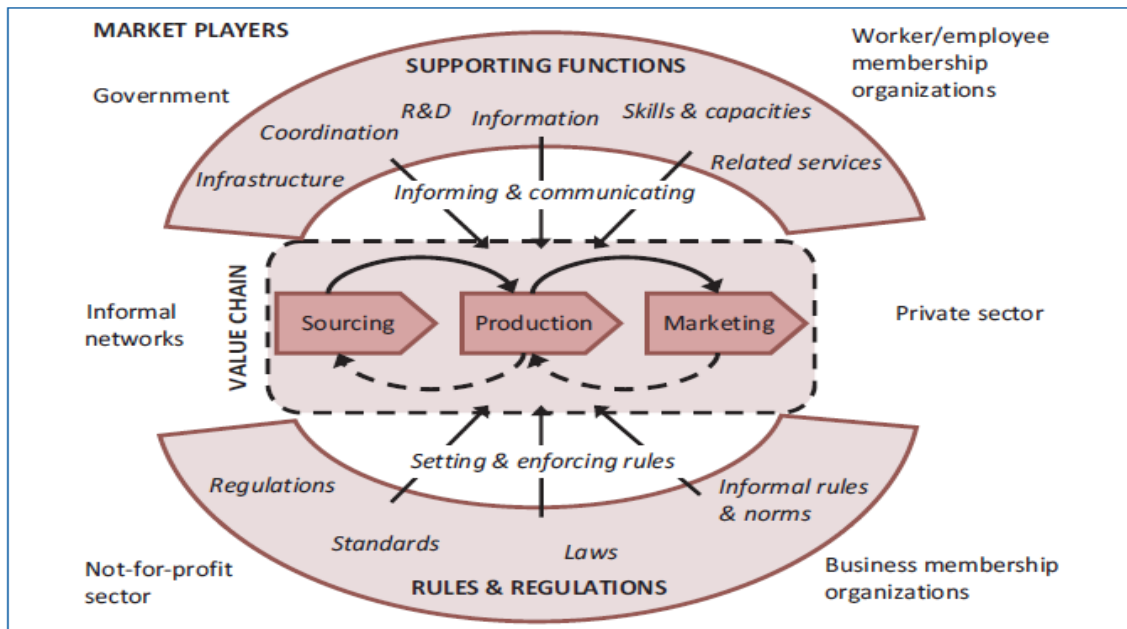 MARKET PLAYERS
Worker/employee
membership
organizations
SUPPORTING FUNCTIONS
Government
R&D
Information
Skills & capacities
Coordination
Related services
Infrastructure
Informing & communicating
VALUE CHAIN
Informal
networks
Sourcing
Production
Marketing
Private sector
Setting & enforcing rules
Regulations
Informal rules
& norms
Standards
Laws
Not-for-profit
sector
RULES & REGULATIONS
Business membership
organizations